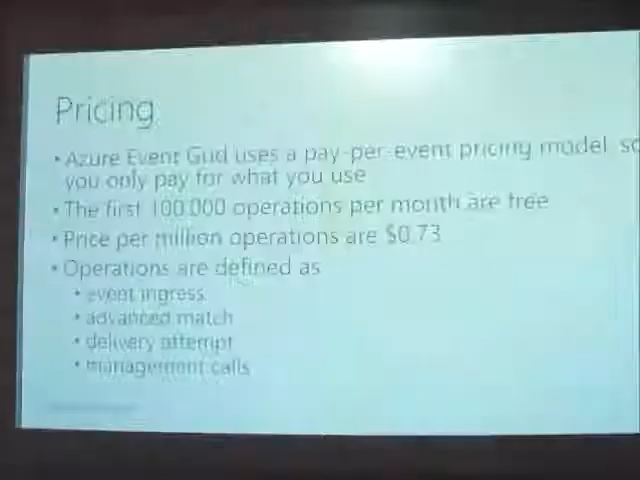 Pricing
• Azure Event Grid uses a pay-per-event pricing model so
you only pay for what you use
• The first 100,000 operations per month are free
• Price per million operations are $0.73
• Operations are defined as
• event ingress
• advanced match
• delivery attempt
• management calls